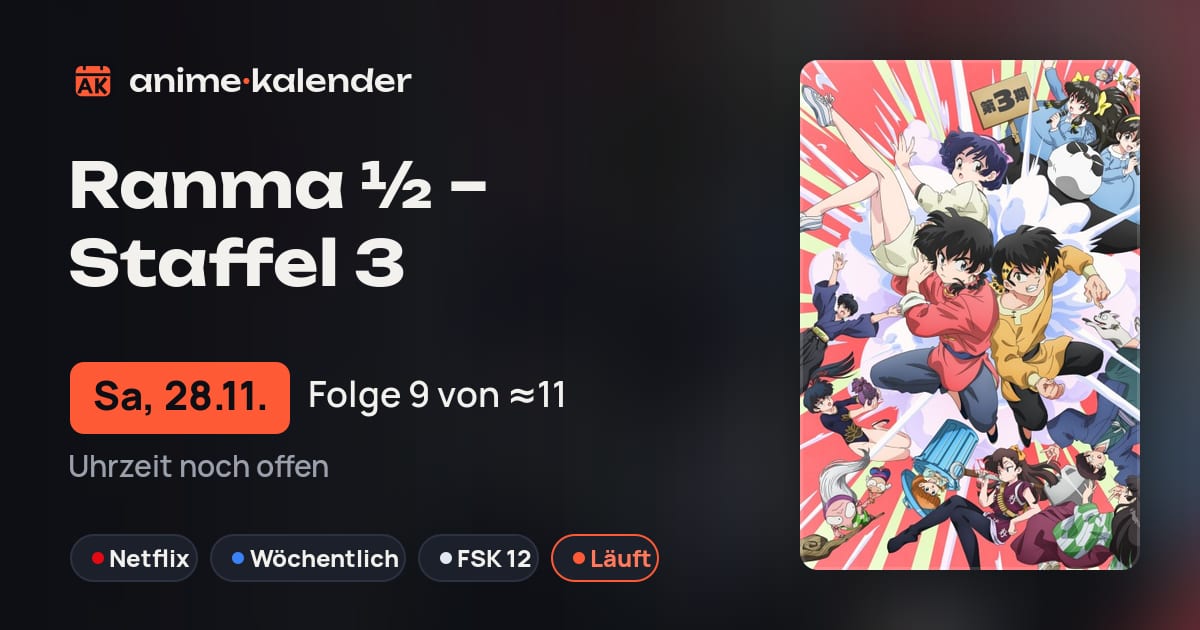 AK anime·kalender
Ranma ½ –
Staffel 3
Sa, 28.11. Folge 9 von ≈11
Uhrzeit noch offen
Netflix Wöchentlich FSK 12 Läuft
第3期